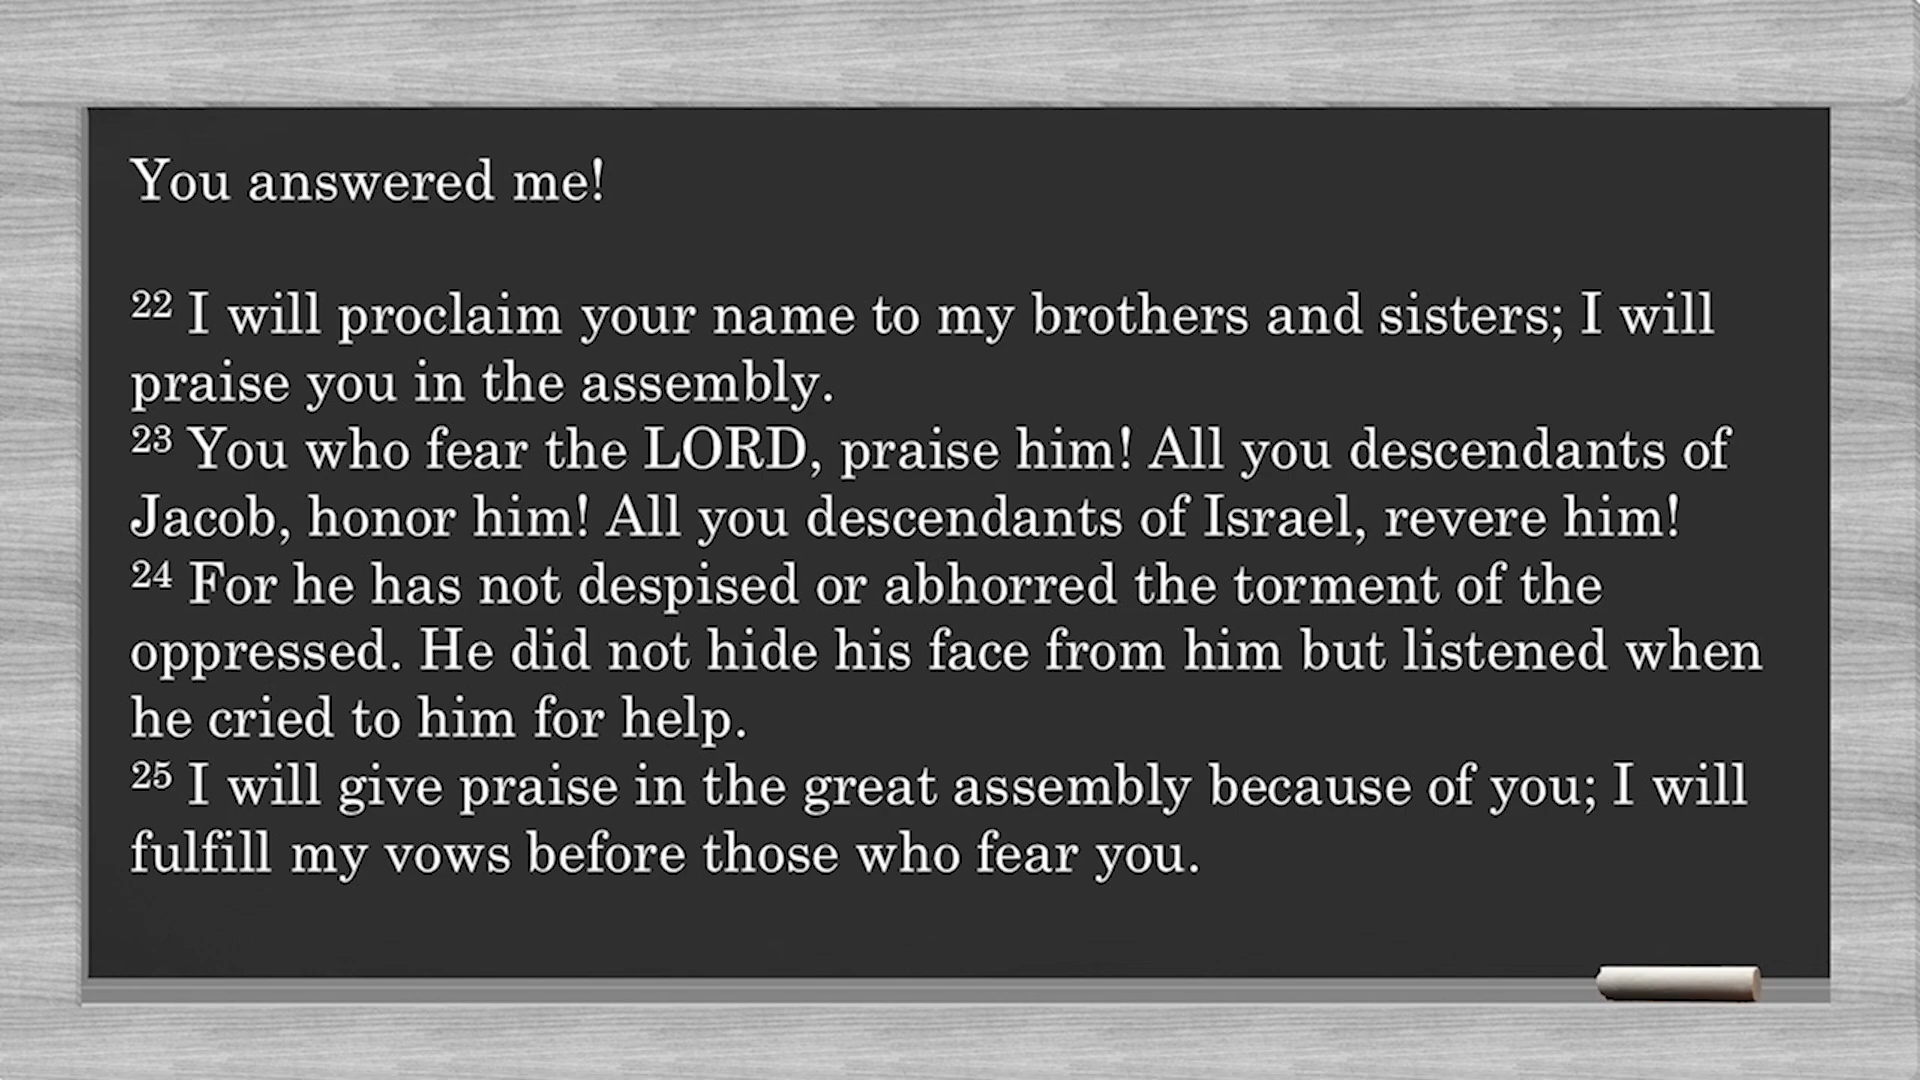 You answered me!
22 I will proclaim your name to my brothers and sisters; I will
praise you in the assembly.
23 You who fear the LORD, praise him! All you descendants of
Jacob, honor him! All you descendants of Israel, revere him!
24 For he has not despised or abhorred the torment of the
oppressed. He did not hide his face from him but listened when
he cried to him for help.
25 I will give praise in the great assembly because of you; I will
fulfill my vows before those who fear you.